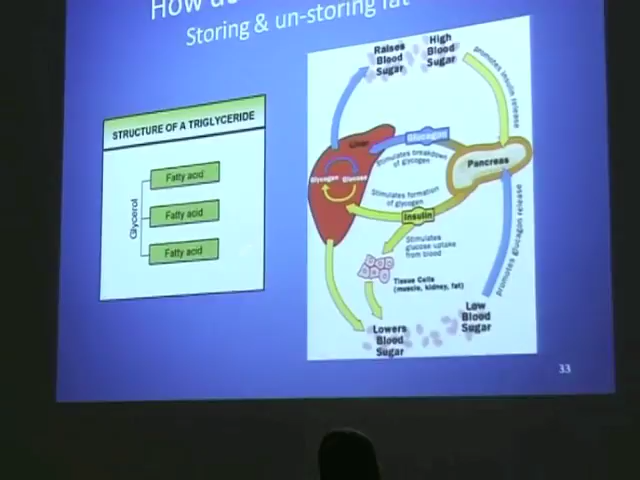 How
Storing & un-storing fat
STRUCTURE OF A TRIGLYCERIDE
Glycerol
Fatty acid
Fatty acid
Fatty acid
Raises
Blood
Sugar
High
Blood
Sugar
promotes insulin release
Liver
Glucagon
Stimulates breakdown
of glycogen
Pancreas
Glycogen
Glucose
Stimulates formation
of glycogen
Insulin
Stimulates
glucose uptake
from blood
promotes glucagon release
Tissue Cells
(muscle, kidney, fat)
Low
Blood
Sugar
Lowers
Blood
Sugar
33